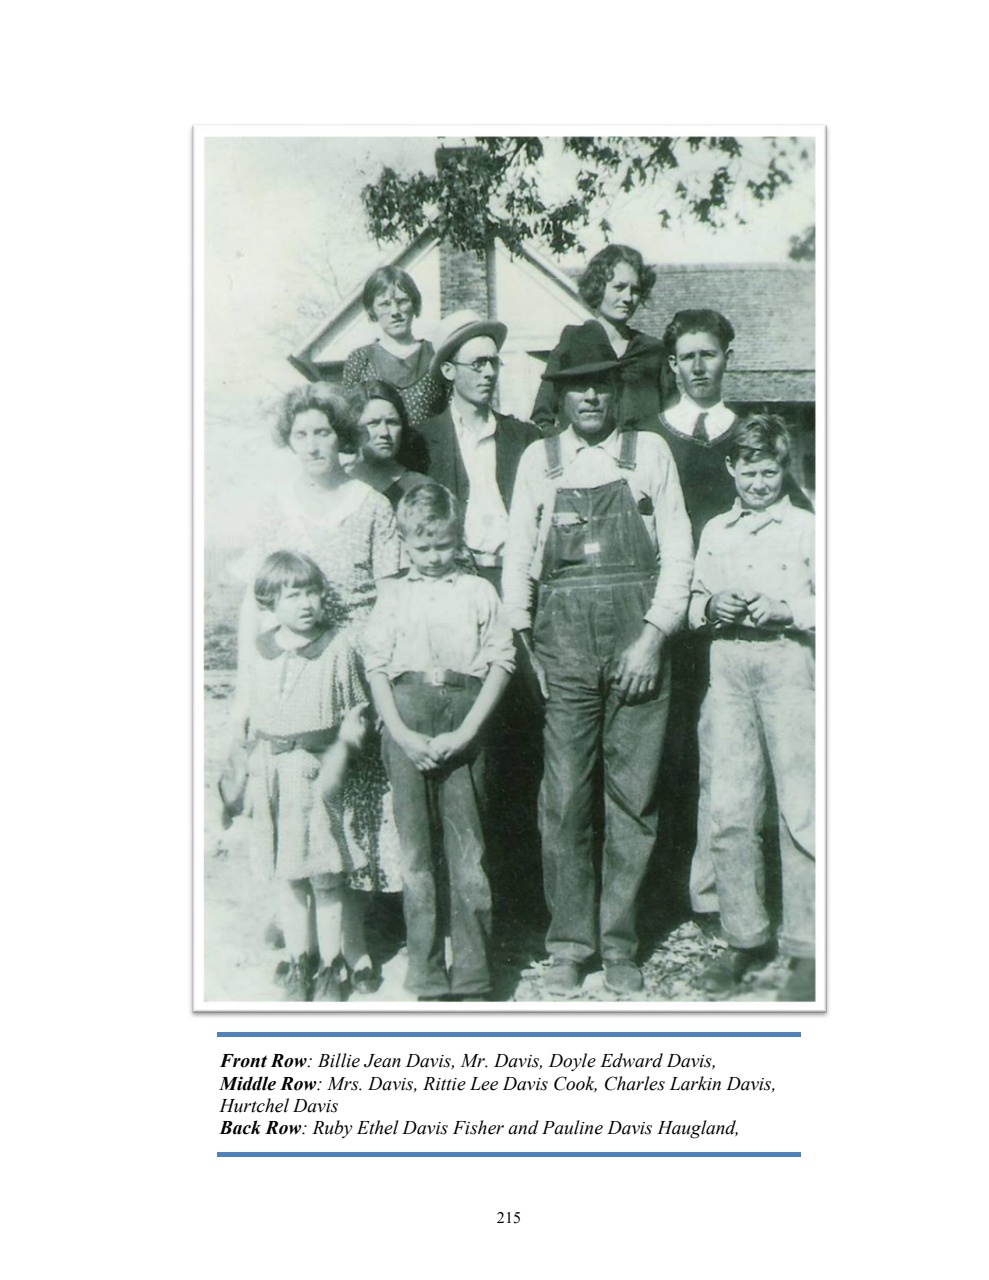 Front Row: Billie Jean Davis, Mr. Davis, Doyle Edward Davis,
Middle Row: Mrs. Davis, Rittie Lee Davis Cook, Charles Larkin Davis,
Hurtchel Davis
Back Row: Ruby Ethel Davis Fisher and Pauline Davis Haugland,
215